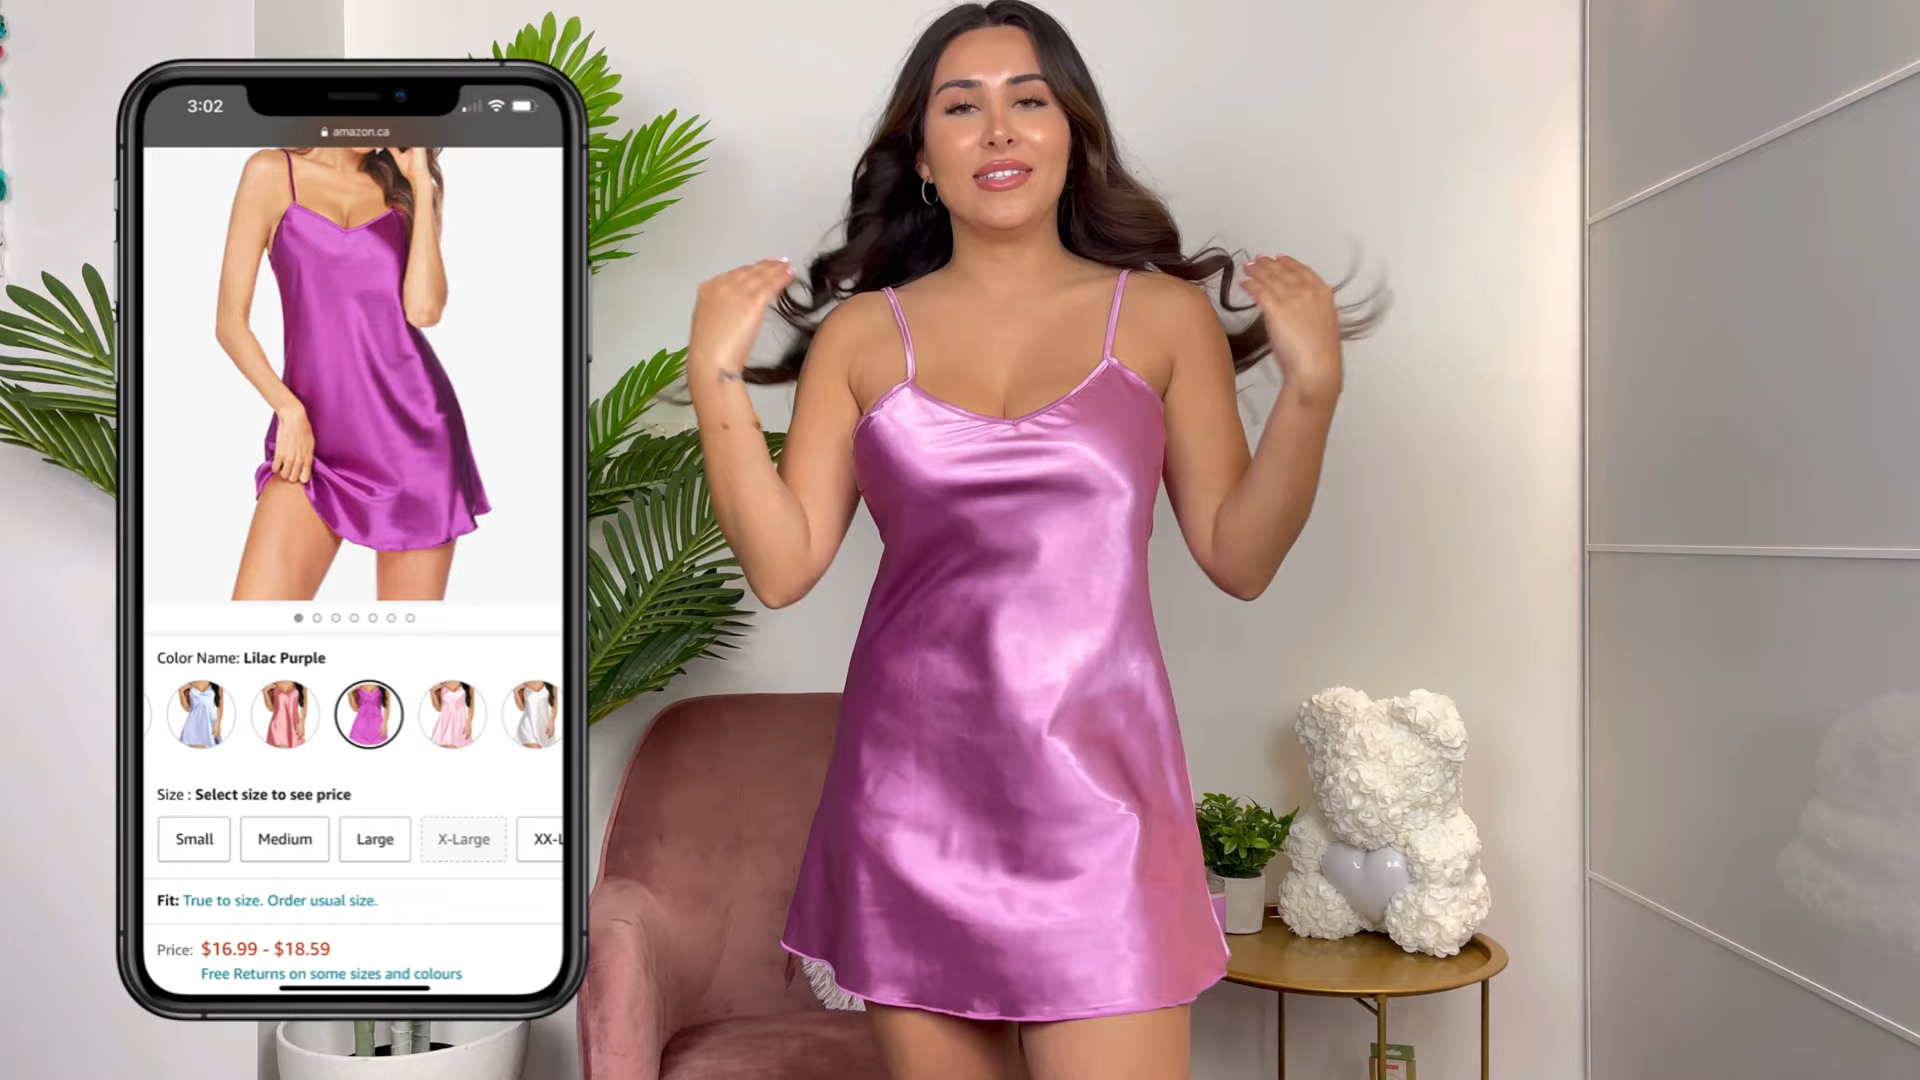 3:02
amazon.ca
Color Name: Lilac Purple
Size : Select size to see price
Small Medium Large X-Large XX-L
Fit: True to size. Order usual size.
Price: $16.99 - $18.59
Free Returns on some sizes and colours